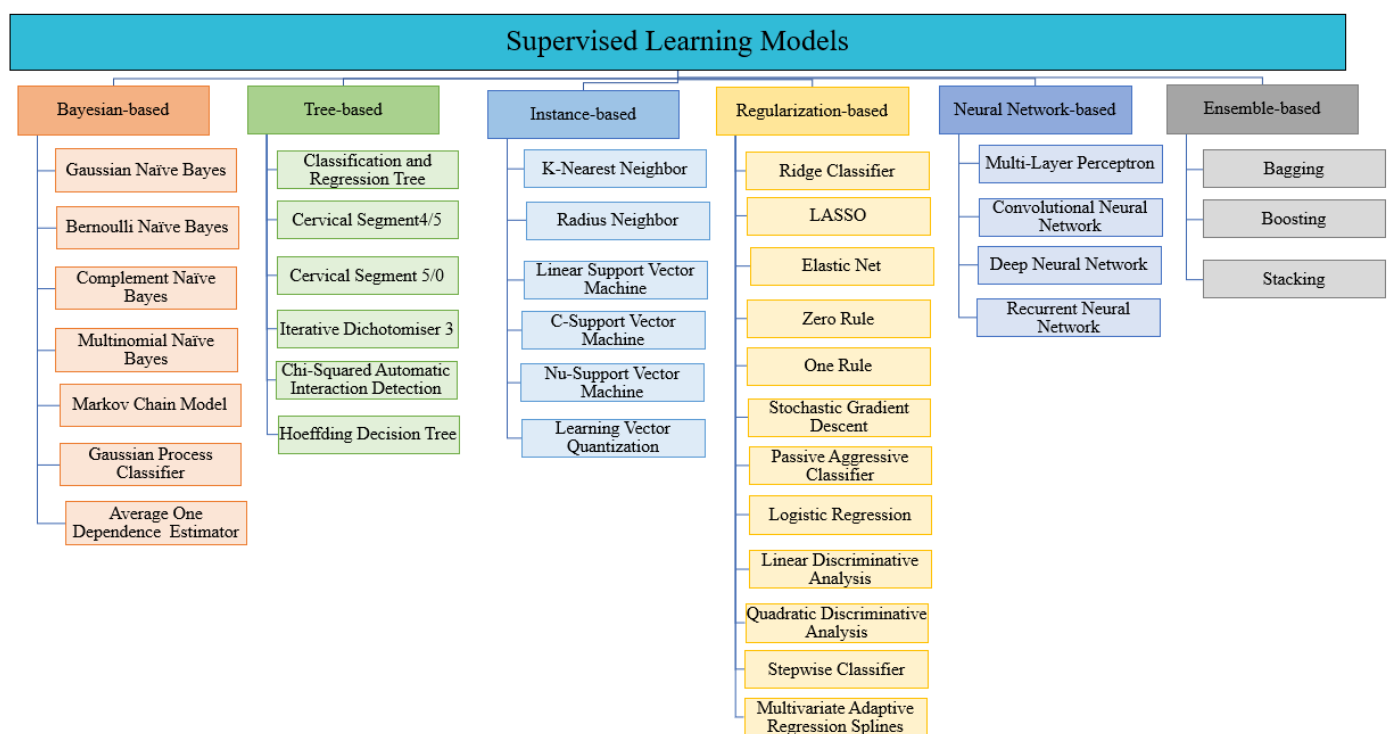 Supervised Learning Models
Bayesian-based
Gaussian Naïve Bayes
Bernoulli Naïve Bayes
Complement Naïve
Bayes
Multinomial Naïve
Bayes
Markov Chain Model
Gaussian Process
Classifier
Average One
Dependence Estimator
Tree-based
Classification and
Regression Tree
Cervical Segment4/5
Cervical Segment 5/0
Iterative Dichotomiser 3
Chi-Squared Automatic
Interaction Detection
Hoeffding Decision Tree
Instance-based
K-Nearest Neighbor
Radius Neighbor
Linear Support Vector
Machine
C-Support Vector
Machine
Nu-Support Vector
Machine
Learning Vector
Quantization
Regularization-based
Ridge Classifier
LASSO
Elastic Net
Zero Rule
One Rule
Stochastic Gradient
Descent
Passive Aggressive
Classifier
Logistic Regression
Linear Discriminative
Analysis
Quadratic Discriminative
Analysis
Stepwise Classifier
Multivariate Adaptive
Regression Splines
Neural Network-based
Multi-Layer Perceptron
Convolutional Neural
Network
Deep Neural Network
Recurrent Neural
Network
Ensemble-based
Bagging
Boosting
Stacking